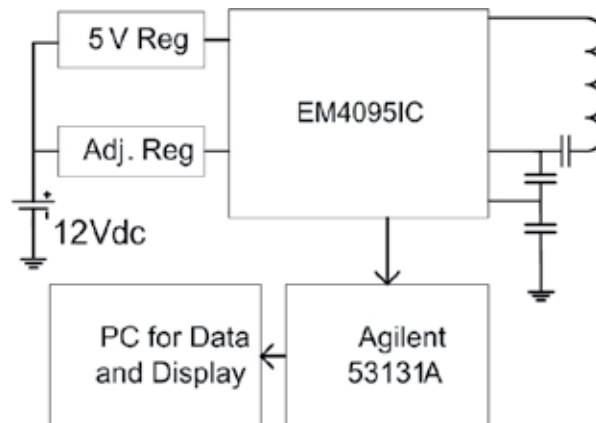 5 V Reg
EM4095IC
Adj. Reg
+
12Vdc
PC for Data
and Display
Agilent
53131A